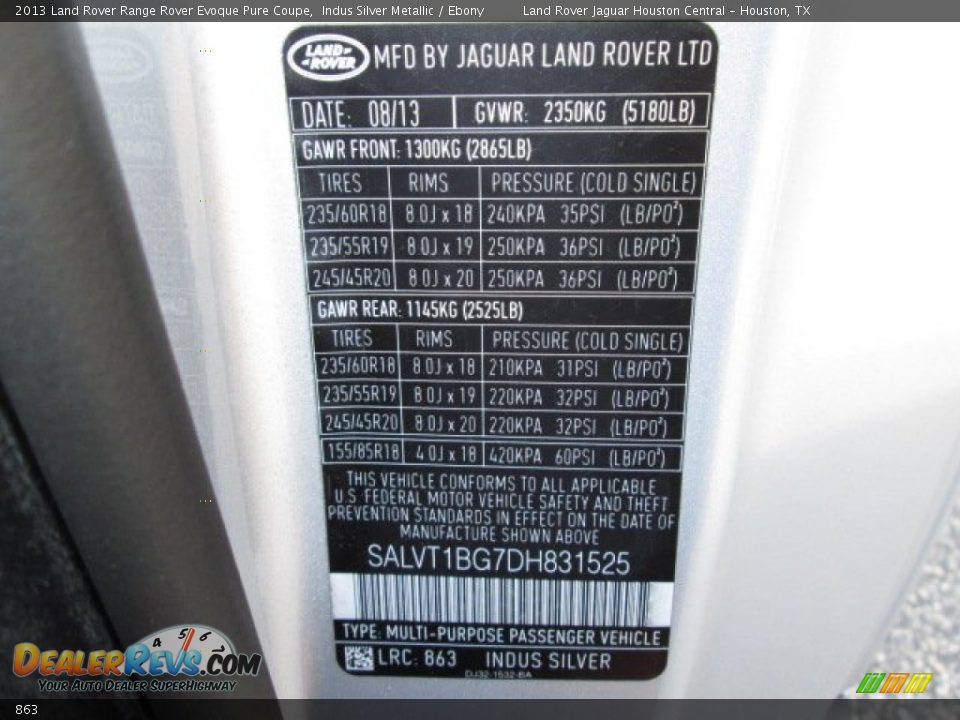 2013 Land Rover Range Rover Evoque Pure Coupe, Indus Silver Metallic / Ebony Land Rover Jaguar Houston Central - Houston, TX
LAND ROVER MFD BY JAGUAR LAND ROVER LTD
DATE: 08/13 GVWR: 2350KG (5180LB)
GAWR FRONT: 1300KG (2865LB)
TIRES RIMS PRESSURE (COLD SINGLE)
235/60R18 8.0J x 18 240KPA 35PSI (LB/PO²)
235/55R19 8.0J x 19 250KPA 36PSI (LB/PO²)
245/45R20 8.0J x 20 250KPA 36PSI (LB/PO²)
GAWR REAR: 1145KG (2525LB)
TIRES RIMS PRESSURE (COLD SINGLE)
235/60R18 8.0J x 18 210KPA 31PSI (LB/PO²)
235/55R19 8.0J x 19 220KPA 32PSI (LB/PO²)
245/45R20 8.0J x 20 220KPA 32PSI (LB/PO²)
155/85R18 4.0J x 18 420KPA 60PSI (LB/PO²)
THIS VEHICLE CONFORMS TO ALL APPLICABLE
U.S. FEDERAL MOTOR VEHICLE SAFETY AND THEFT
PREVENTION STANDARDS IN EFFECT ON THE DATE OF
MANUFACTURE SHOWN ABOVE
SALVT1BG7DH831525
TYPE: MULTI-PURPOSE PASSENGER VEHICLE
LRC: 863 INDUS SILVER
DJ32-1532-BA
4 5 6
DEALERREVS.COM
YOUR AUTO DEALER SUPERHIGHWAY
863